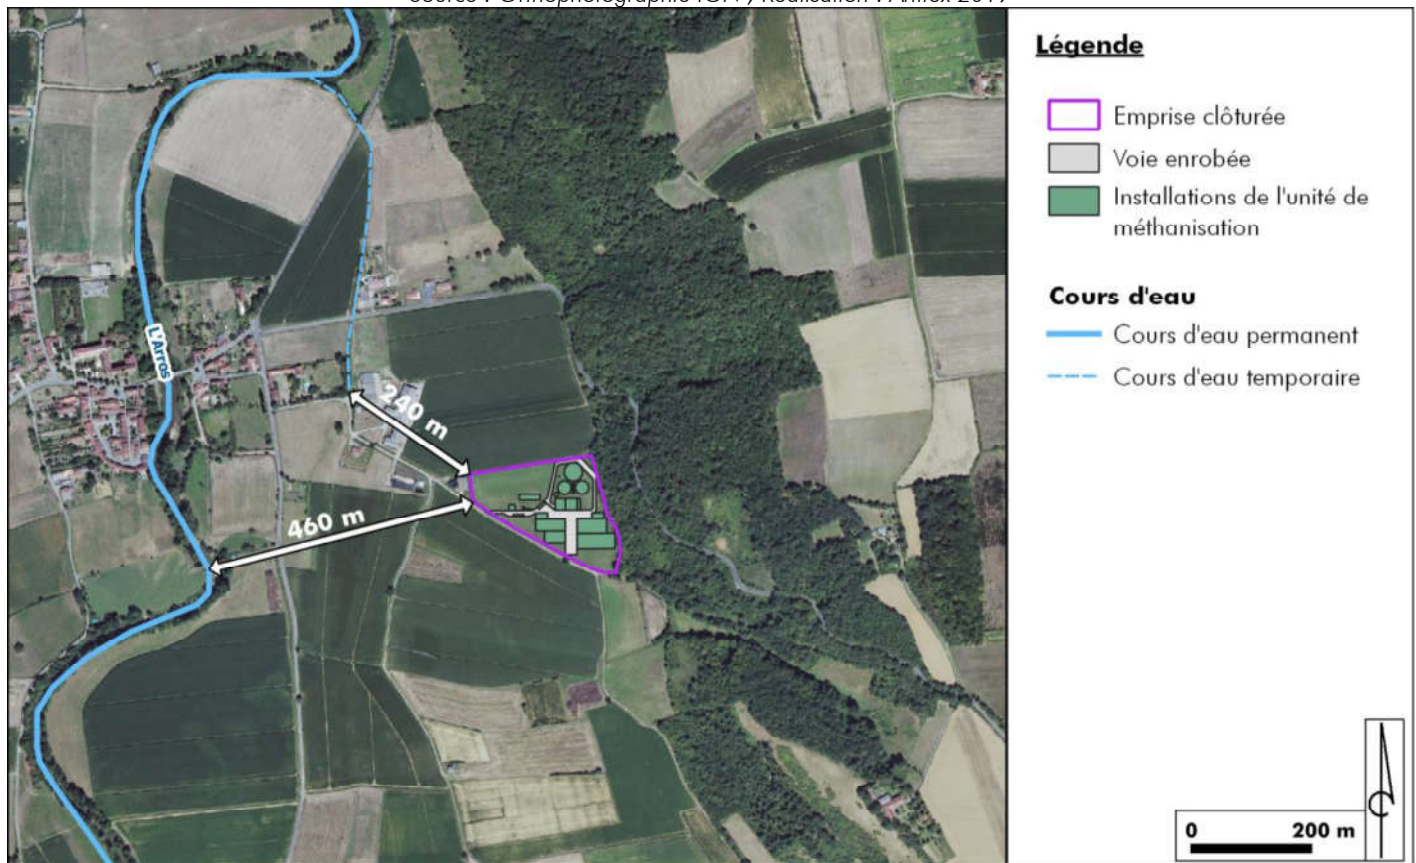 Légende
Emprise clôturée
Voie enrobée
Installations de l'unité de
méthanisation
Cours d'eau
Cours d'eau permanent
Cours d'eau temporaire
L'Arros
240 m
460 m
0 200 m